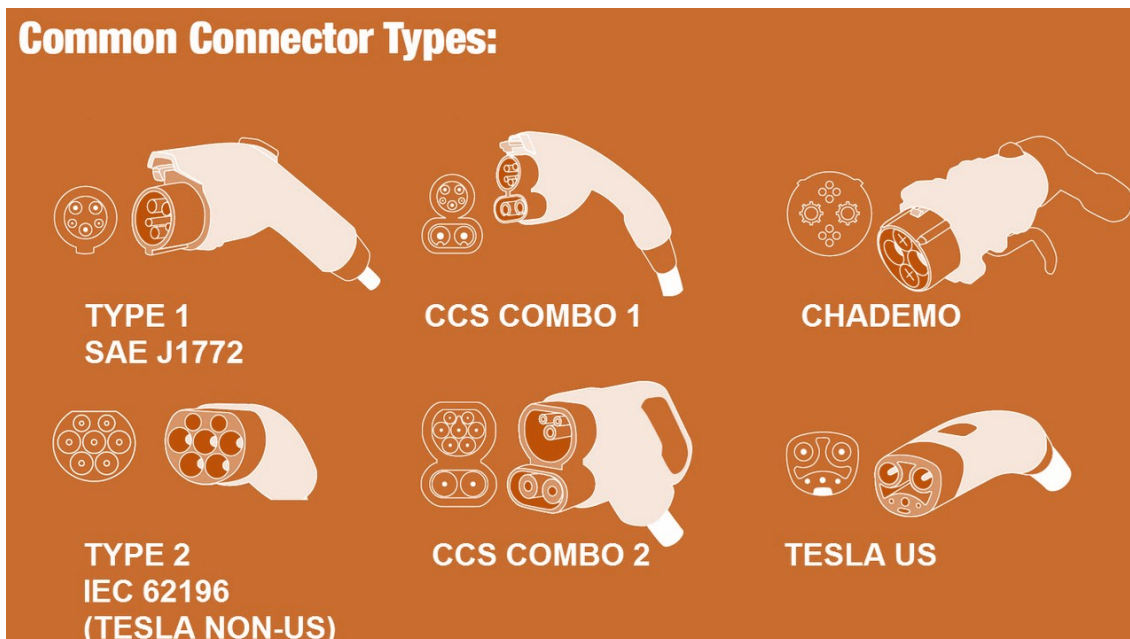 Common Connector Types:
TYPE 1
SAE J1772
CCS COMBO 1
CHADEMO
TYPE 2
IEC 62196
(TESLA NON-US)
CCS COMBO 2
TESLA US